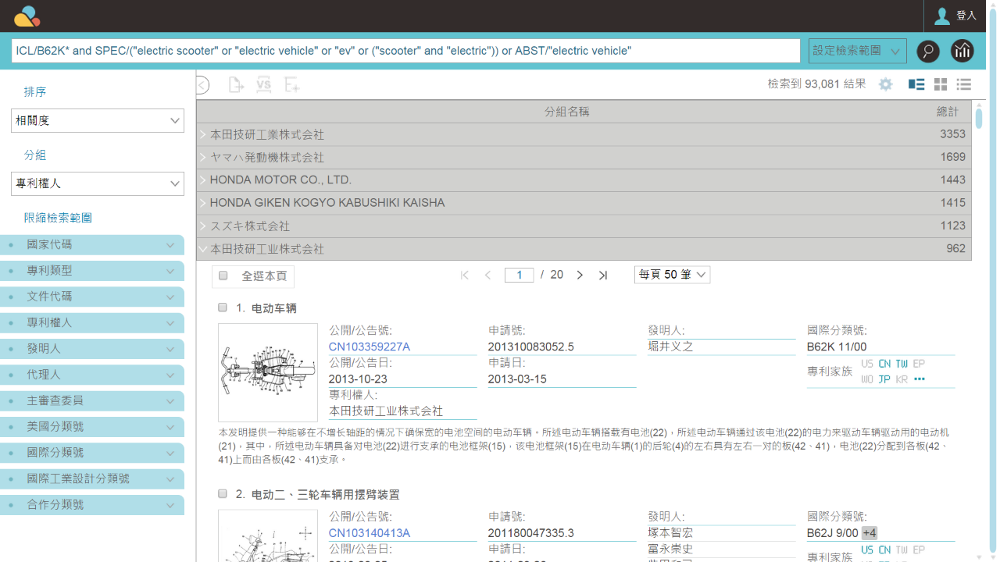 登入
ICL/B62K* and SPEC/("electric scooter" or "electric vehicle" or "ev" or ("scooter" and "electric")) or ABST/"electric vehicle"
設定檢索範圍
排序
相關度
分組
專利權人
限縮檢索範圍
國家代碼
專利類型
文件代碼
專利權人
發明人
代理人
主審查委員
美國分類號
國際分類號
國際工業設計分類號
合作分類號
VS
檢索到 93,081 結果
分組名稱 總計
本田技研工業株式会社 3353
ヤマハ発動機株式会社 1699
HONDA MOTOR CO., LTD. 1443
HONDA GIKEN KOGYO KABUSHIKI KAISHA 1415
スズキ株式会社 1123
本田技研工业株式会社 962
全選本頁 1 / 20 每頁 50 筆
1. 电动车辆
公開/公告號: 申請號: 發明人: 國際分類號:
CN103359227A 201310083052.5 堀井义之 B62K 11/00
公開/公告日: 申請日: 專利家族 US CN TW EP
2013-10-23 2013-03-15 WO JP KR •••
專利權人:
本田技研工业株式会社
本发明提供一种能够在不增长轴距的情况下确保宽的电池空间的电动车辆。所述电动车辆搭载有电池(22)，所述电动车辆通过该电池(22)的电力来驱动车辆驱动用的电动机
(21)，其中，所述电动车辆具备对电池(22)进行支承的电池框架(15)，该电池框架(15)在电动车辆(1)的后轮(4)的左右具有左右一对的板(42、41)，电池(22)分配到各板(42、
41)上而由各板(42、41)支承。
2. 电动二、三轮车辆用摆臂装置
公開/公告號: 申請號: 發明人: 國際分類號:
CN103140413A 201180047335.3 塚本智宏 B62J 9/00 +4
公開/公告日: 申請日: 富永崇史 專利家族 US CN TW EP